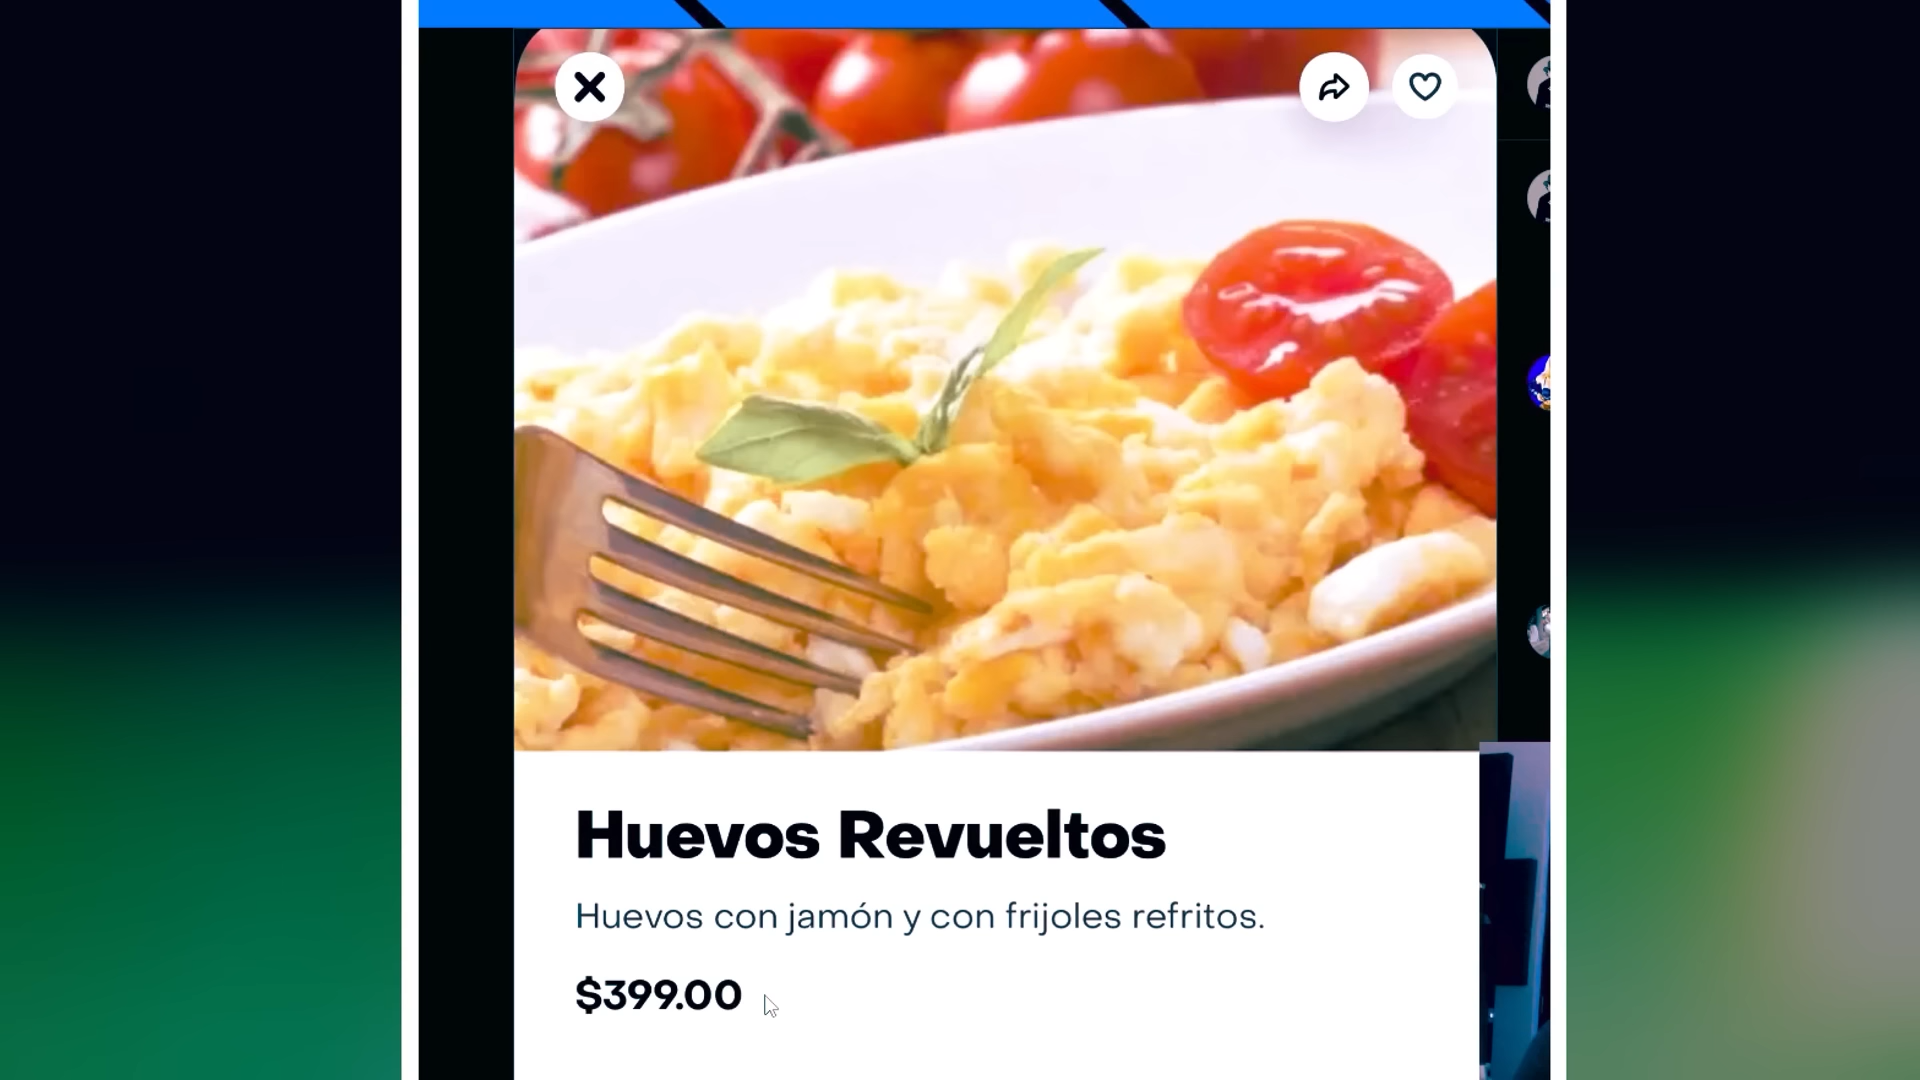 Huevos Revueltos
Huevos con jamón y con frijoles refritos.
$399.00